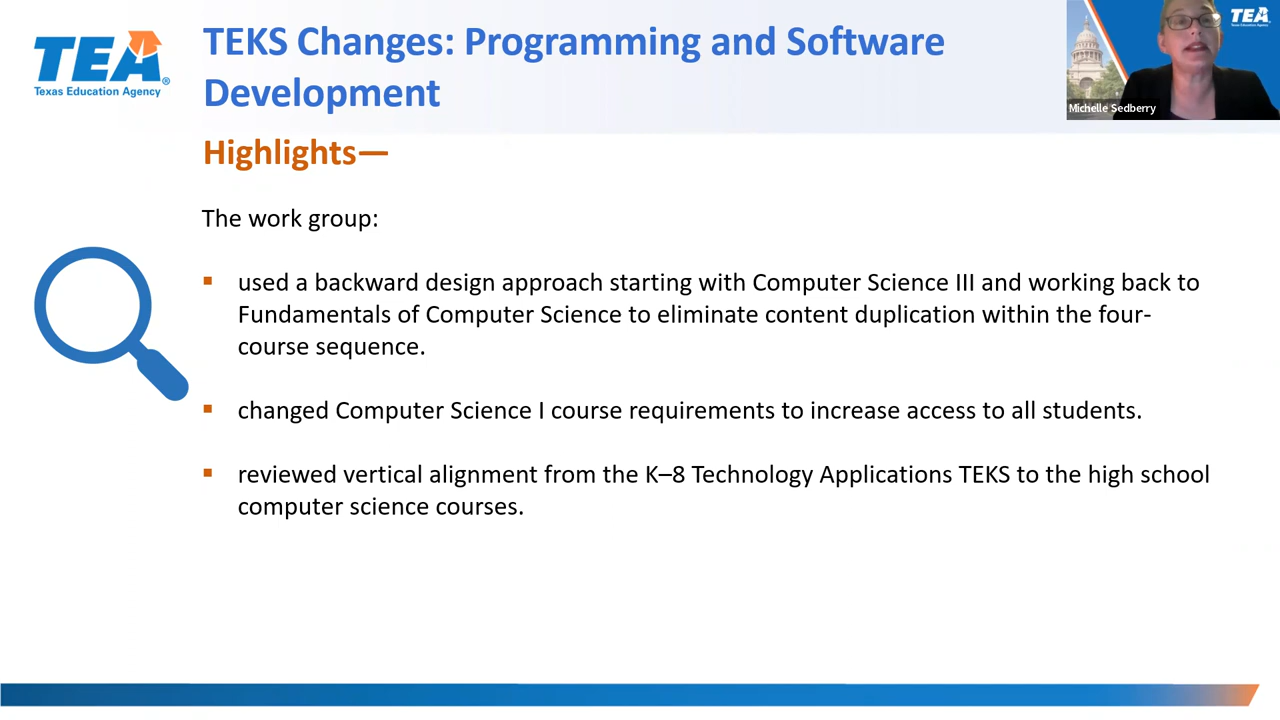 TEA®
Texas Education Agency
TEKS Changes: Programming and Software
Development
TEA
Michelle Sedberry
Highlights—
The work group:
▪ used a backward design approach starting with Computer Science III and working back to
Fundamentals of Computer Science to eliminate content duplication within the four-
course sequence.
▪ changed Computer Science I course requirements to increase access to all students.
▪ reviewed vertical alignment from the K–8 Technology Applications TEKS to the high school
computer science courses.